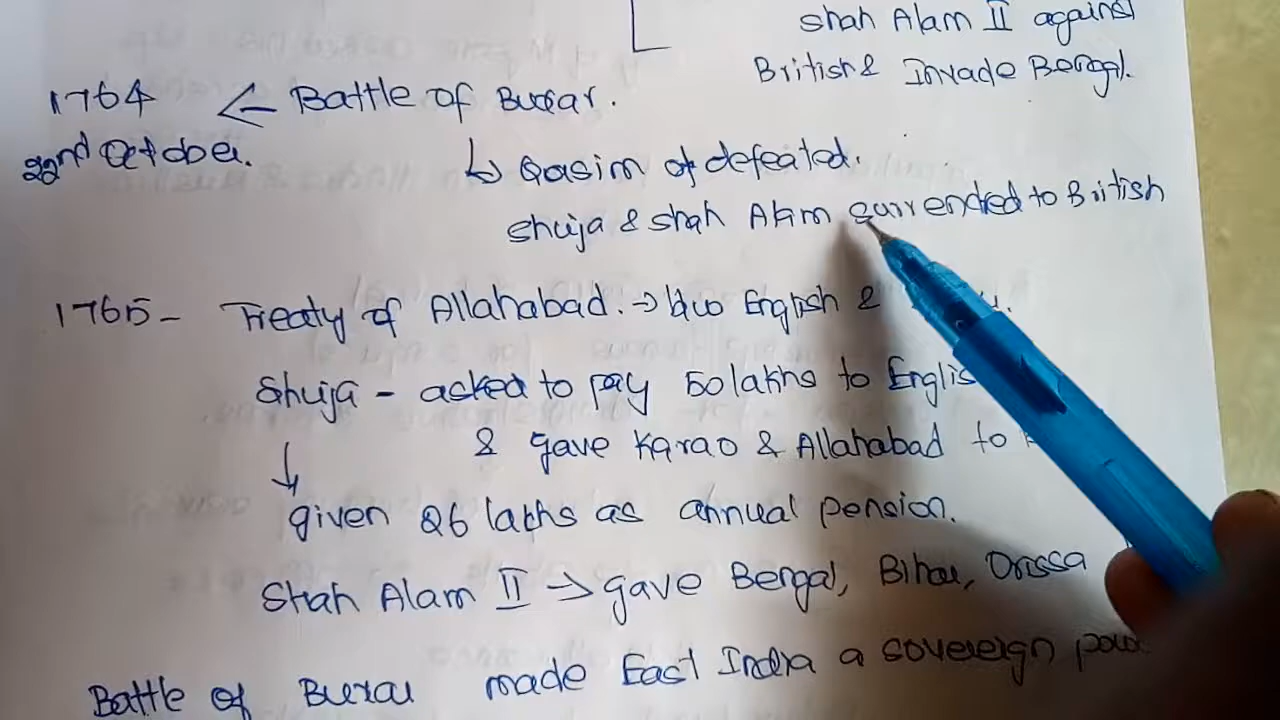 Shah Alam II against
British & Invade Bengal.
1764 ← Battle of Buxar.
22nd October.
↳ Qasim of defeated.
Shuja & Shah Alam surrended to British
1765 - Treaty of Allahabad. → b/w English &
Shuja - asked to pay 50 lakhs to
& gave Karao & Allahabad to
↓
given 26 lakhs as annual pension.
Shah Alam II → gave Bengal, Bihar, Orissa
Battle of Buxar made East India a sovereign